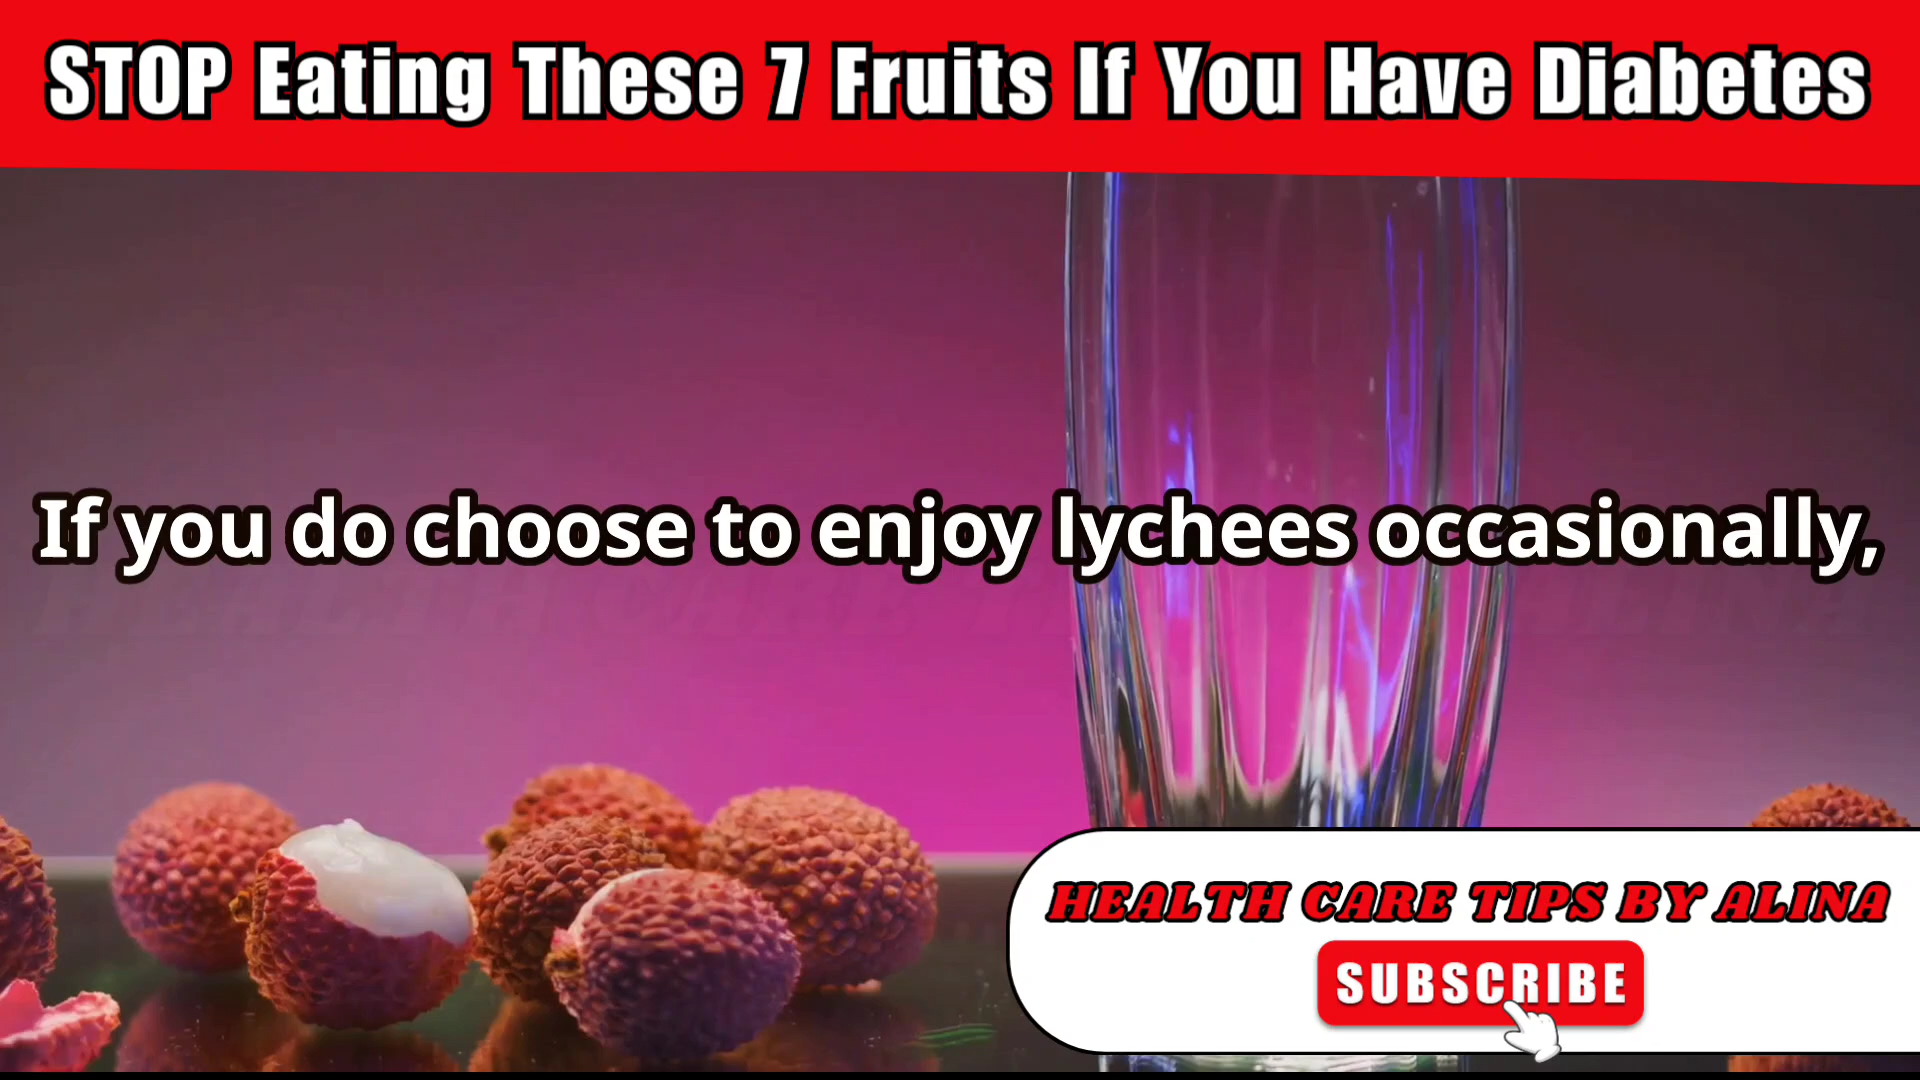 STOP Eating These 7 Fruits If You Have Diabetes
If you do choose to enjoy lychees occasionally,
HEALTH CARE TIPS BY ALINA
SUBSCRIBE